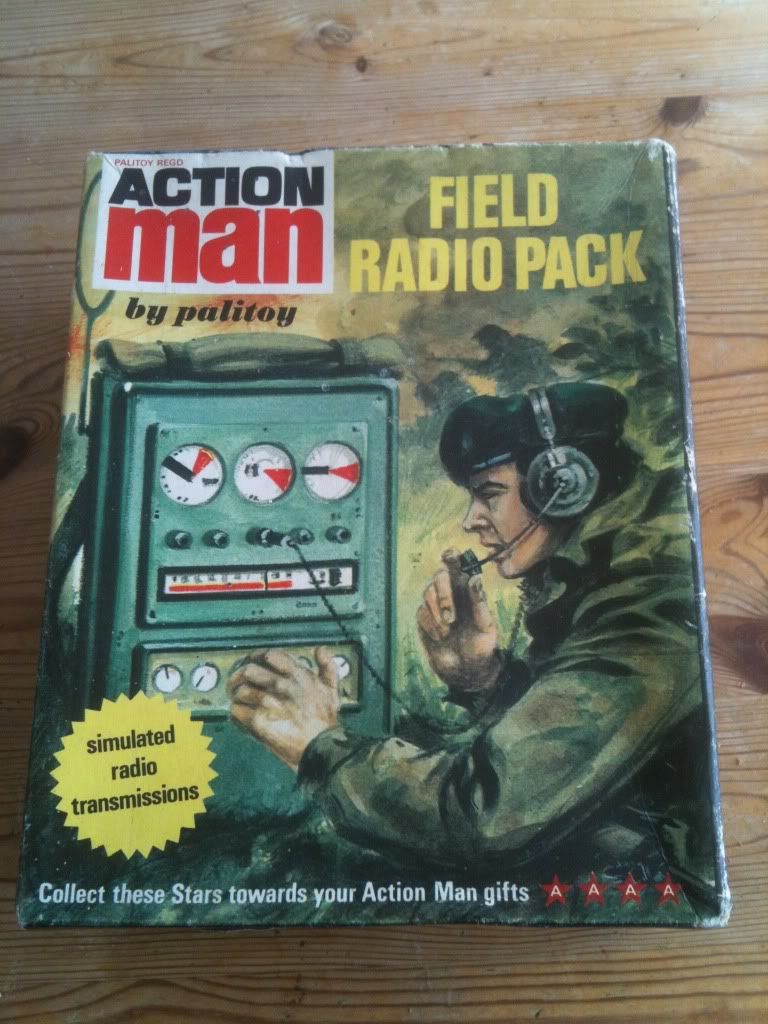 PALITOY REGD
ACTION
man
by palitoy
FIELD
RADIO PACK
simulated
radio
transmissions
Collect these Stars towards your Action Man gifts A A A A